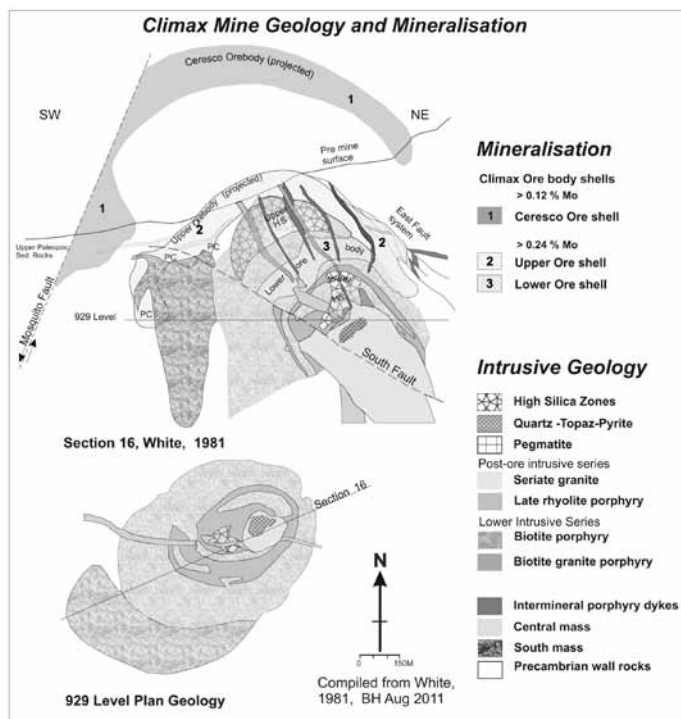 Climax Mine Geology and Mineralisation
Ceresco Orebody (projected)
1
SW
NE
Pre mine
surface
Upper Orebody (projected)
1
2
Upper
H.S.
3
body
2
East Fault
system
Upper Paleozoic
Sed. Rocks
PC
PC
Lower ore
Lower
H.S.
PC
929 Level
Mosquito Fault
South Fault
Section 16, White, 1981
Section 16
N
0 150M
929 Level Plan Geology
Compiled from White,
1981, BH Aug 2011
Mineralisation
Climax Ore body shells
> 0.12 % Mo
1 Ceresco Ore shell
> 0.24 % Mo
2 Upper Ore shell
3 Lower Ore shell
Intrusive Geology
High Silica Zones
Quartz -Topaz-Pyrite
Pegmatite
Post-ore intrusive series
Seriate granite
Late rhyolite porphyry
Lower Intrusive Series
Biotite porphyry
Biotite granite porphyry
Intermineral porphyry dykes
Central mass
South mass
Precambrian wall rocks